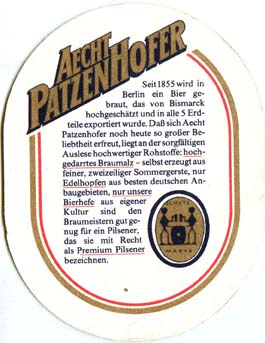 AECHT
PATZENHOFER
Seit 1855 wird in
Berlin ein Bier ge-
braut, das von Bismarck
hochgeschätzt und in alle 5 Erd-
teile exportiert wurde. Daß sich Aecht
Patzenhofer noch heute so großer Be-
liebtheit erfreut, liegt an der sorgfältigen
Auslese hochwertiger Rohstoffe: hoch-
gedarrtes Braumalz – selbst erzeugt aus
feiner, zweizeiliger Sommergerste, nur
Edelhopfen aus besten deutschen An-
baugebieten, nur unsere
Bierhefe aus eigener
Kultur sind den
Braumeistern gut ge-
nug für ein Pilsener,
das sie mit Recht
als Premium Pilsener
bezeichnen.
SCHUTZ
MARKE